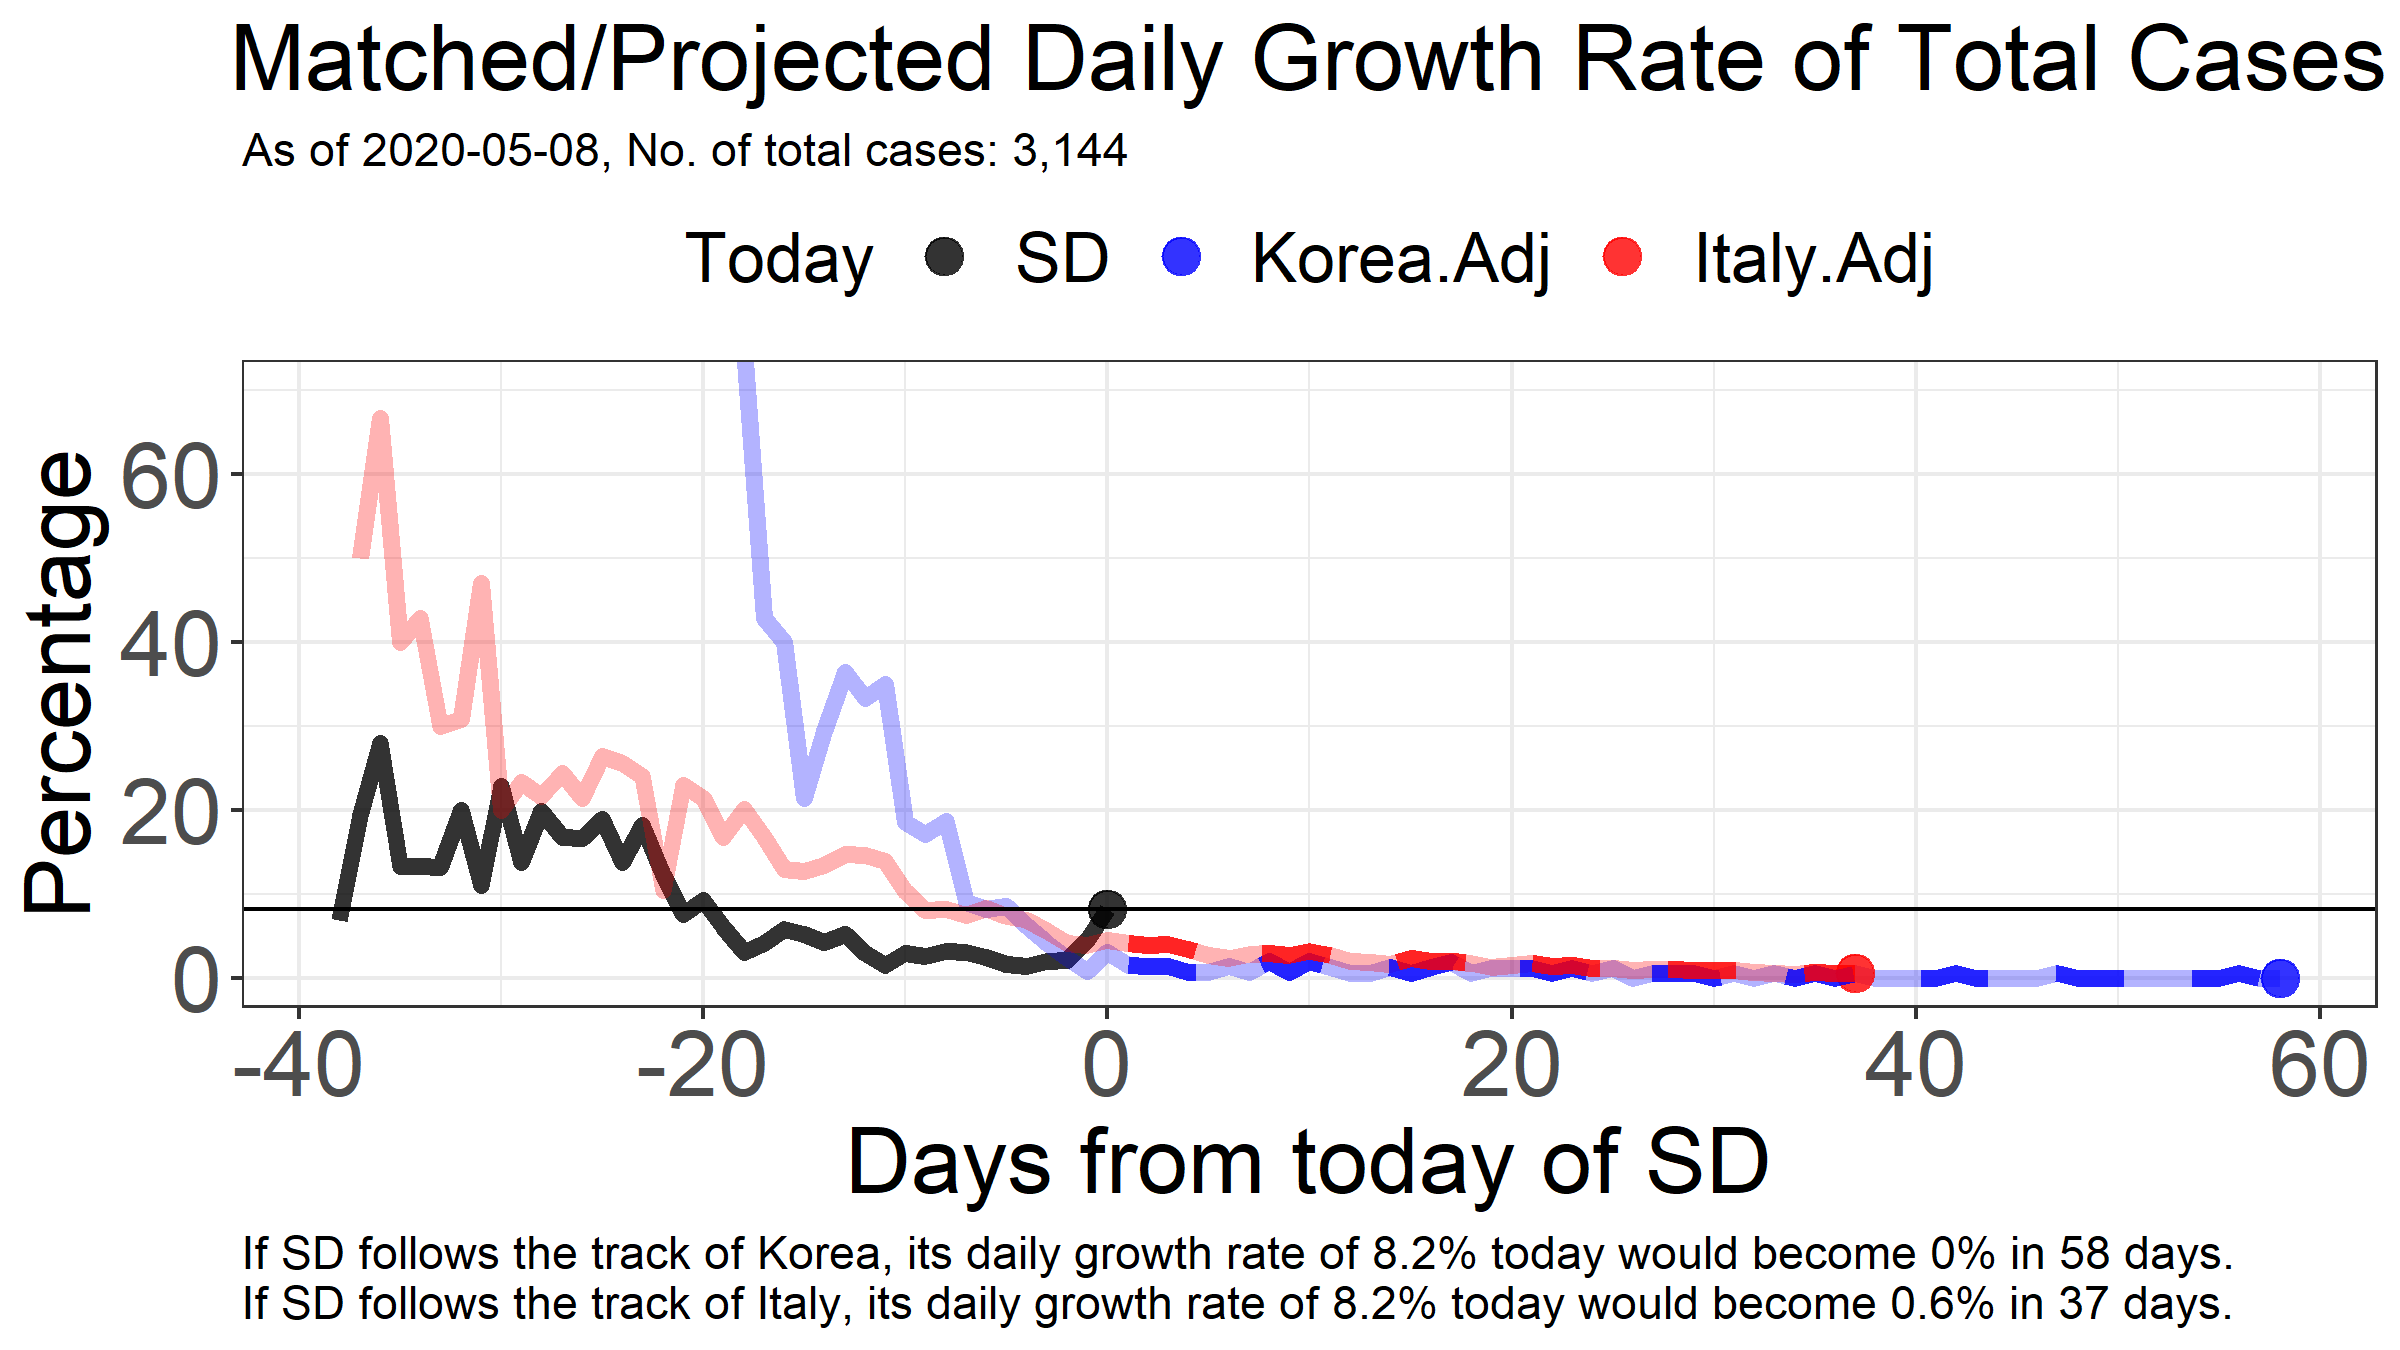 Matched/Projected Daily Growth Rate of Total Cases
As of 2020-05-08, No. of total cases: 3,144
Today SD Korea.Adj Italy.Adj
Percentage
60
40
20
0
-40 -20 0 20 40 60
Days from today of SD
If SD follows the track of Korea, its daily growth rate of 8.2% today would become 0% in 58 days.
If SD follows the track of Italy, its daily growth rate of 8.2% today would become 0.6% in 37 days.